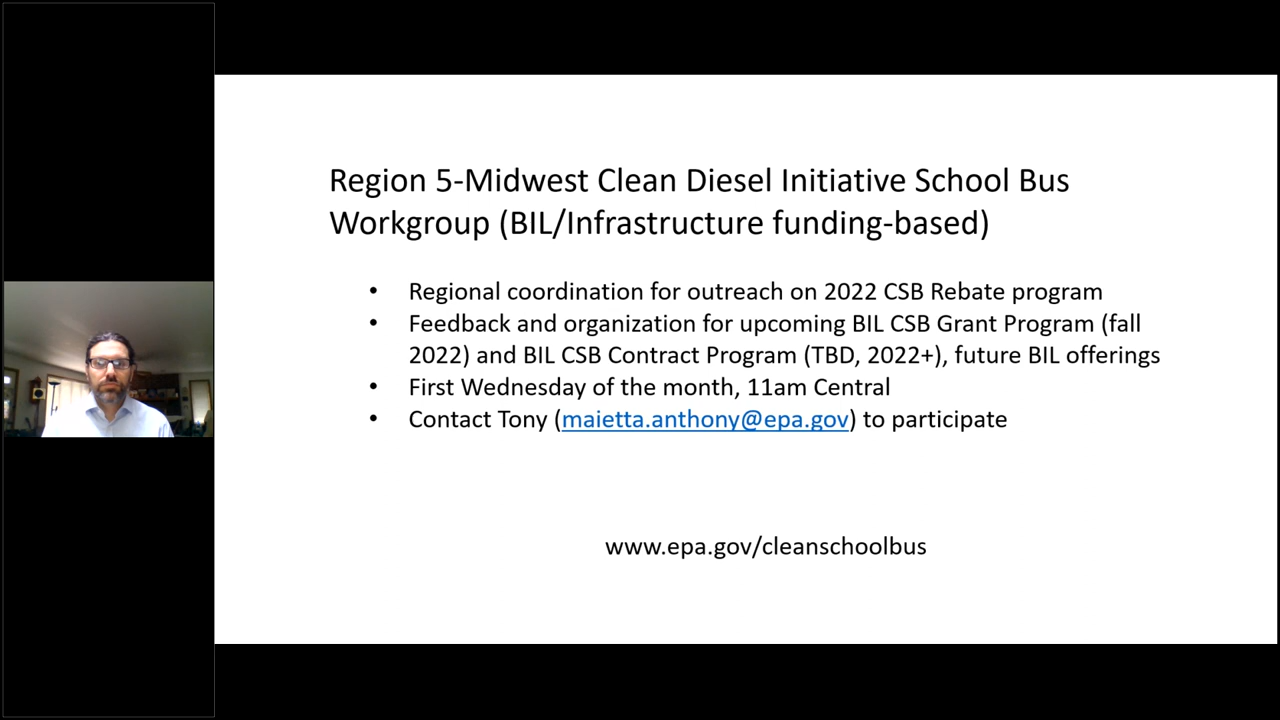 Region 5-Midwest Clean Diesel Initiative School Bus
Workgroup (BIL/Infrastructure funding-based)
• Regional coordination for outreach on 2022 CSB Rebate program
• Feedback and organization for upcoming BIL CSB Grant Program (fall
2022) and BIL CSB Contract Program (TBD, 2022+), future BIL offerings
• First Wednesday of the month, 11am Central
• Contact Tony (maietta.anthony@epa.gov) to participate
www.epa.gov/cleanschoolbus